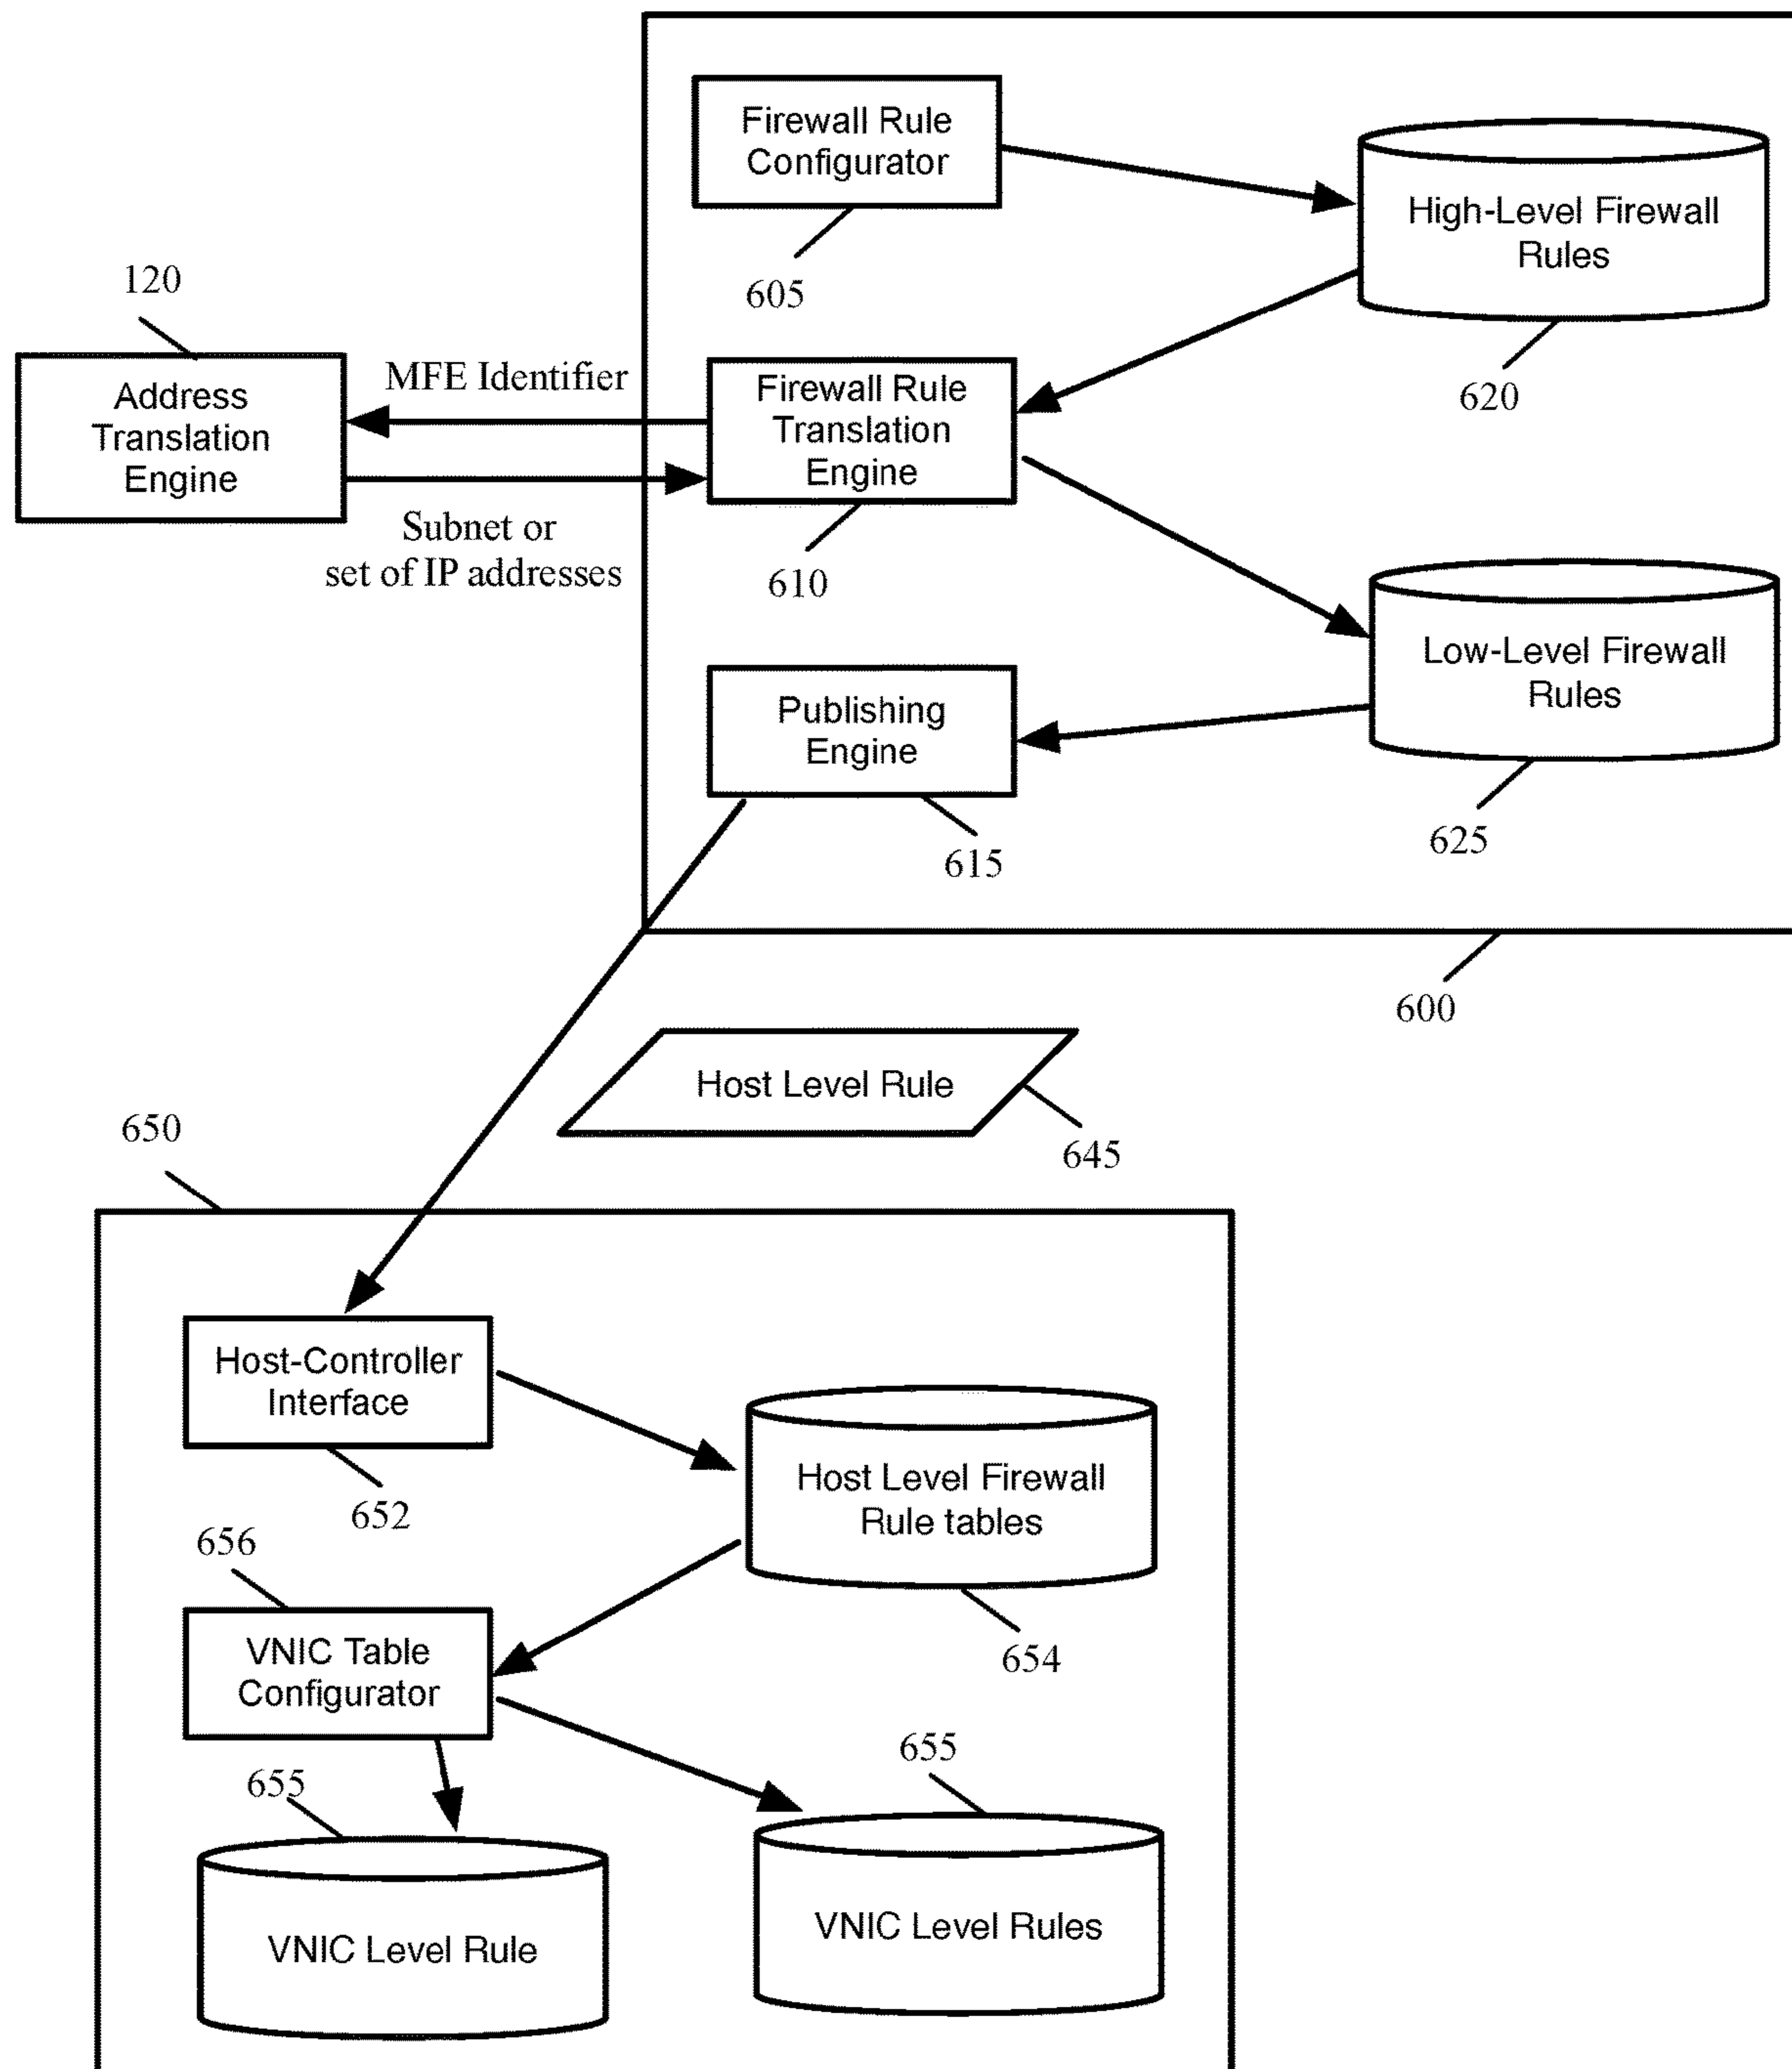 Firewall Rule
Configurator
605
High-Level Firewall
Rules
620
120
Address
Translation
Engine
MFE Identifier
Subnet or
set of IP addresses
Firewall Rule
Translation
Engine
610
Low-Level Firewall
Rules
625
Publishing
Engine
615
600
Host Level Rule
645
650
Host-Controller
Interface
652
Host Level Firewall
Rule tables
654
656
VNIC Table
Configurator
655
VNIC Level Rule
655
VNIC Level Rules